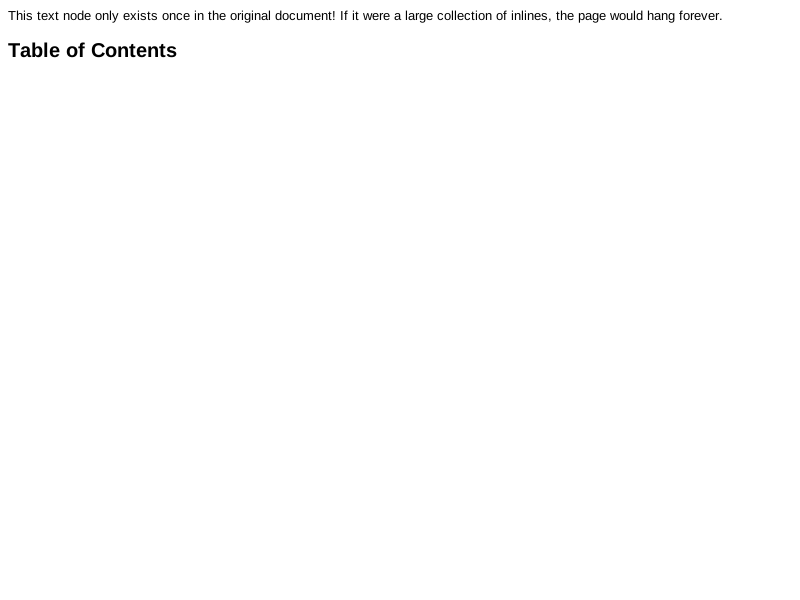 This text node only exists once in the original document! If it were a large collection of inlines, the page would hang forever.
Table of Contents